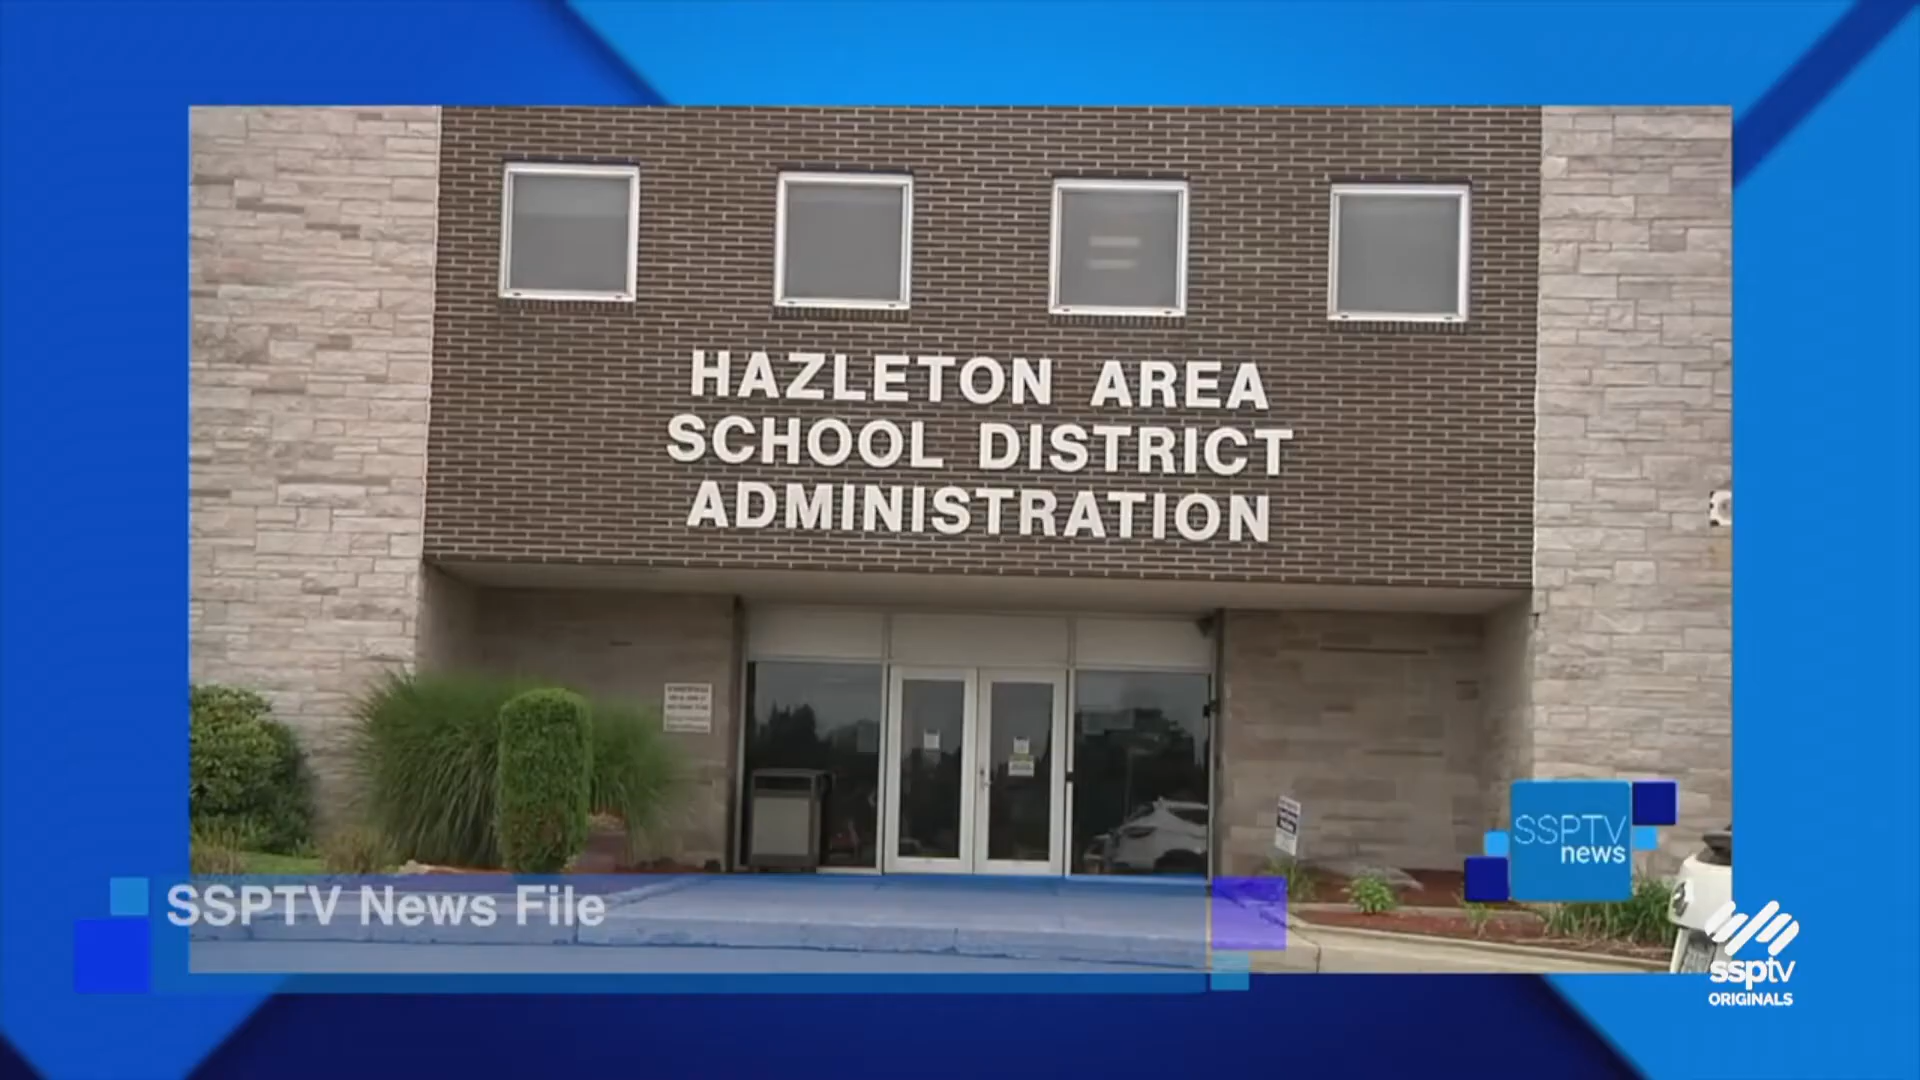 HAZLETON AREA
SCHOOL DISTRICT
ADMINISTRATION
SSPTV
news
SSPTV News File
ssptv
ORIGINALS